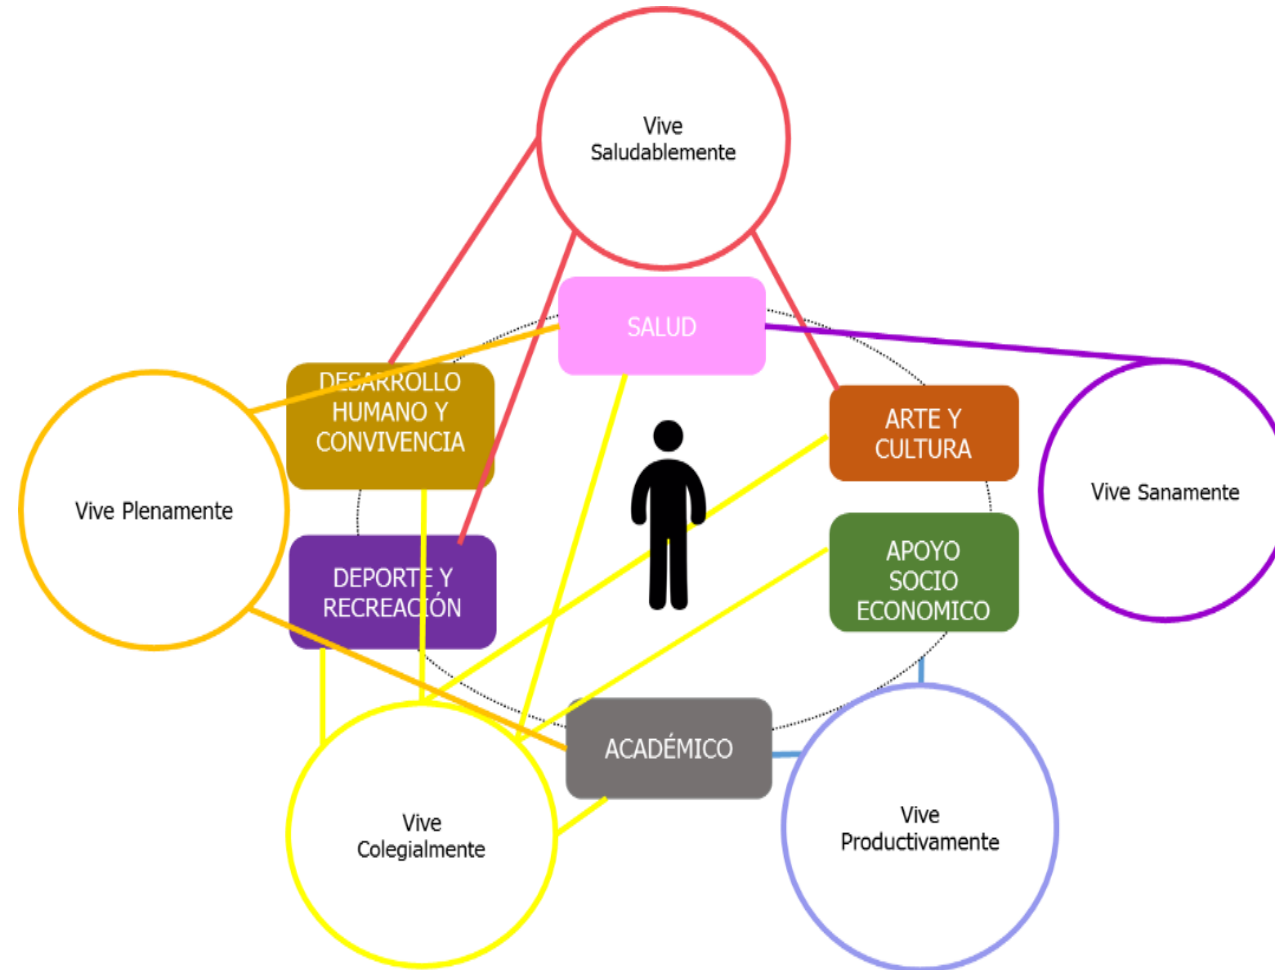 Vive
Saludablemente
SALUD
DESARROLLO
HUMANO Y
CONVIVENCIA
ARTE Y
CULTURA
Vive Plenamente
Vive Sanamente
DEPORTE Y
RECREACIÓN
APOYO
SOCIO
ECONOMICO
ACADÉMICO
Vive
Colegialmente
Vive
Productivamente